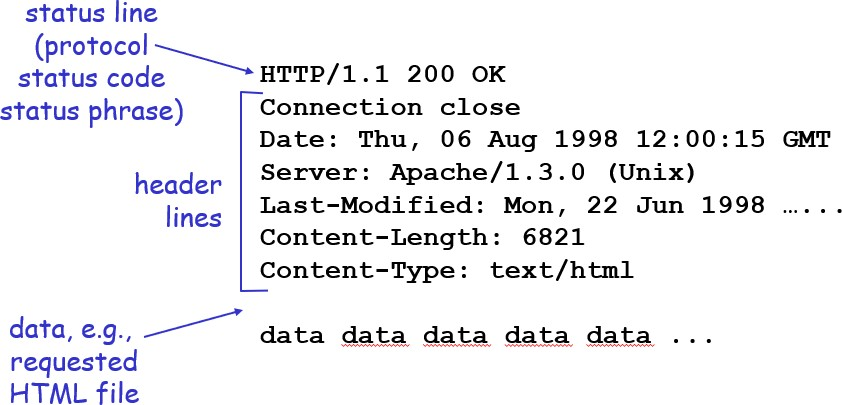 status line
(protocol
status code
status phrase)
HTTP/1.1 200 OK
Connection close
Date: Thu, 06 Aug 1998 12:00:15 GMT
Server: Apache/1.3.0 (Unix)
Last-Modified: Mon, 22 Jun 1998 …...
Content-Length: 6821
Content-Type: text/html
header
lines
data, e.g.,
requested
HTML file
data data data data data ...